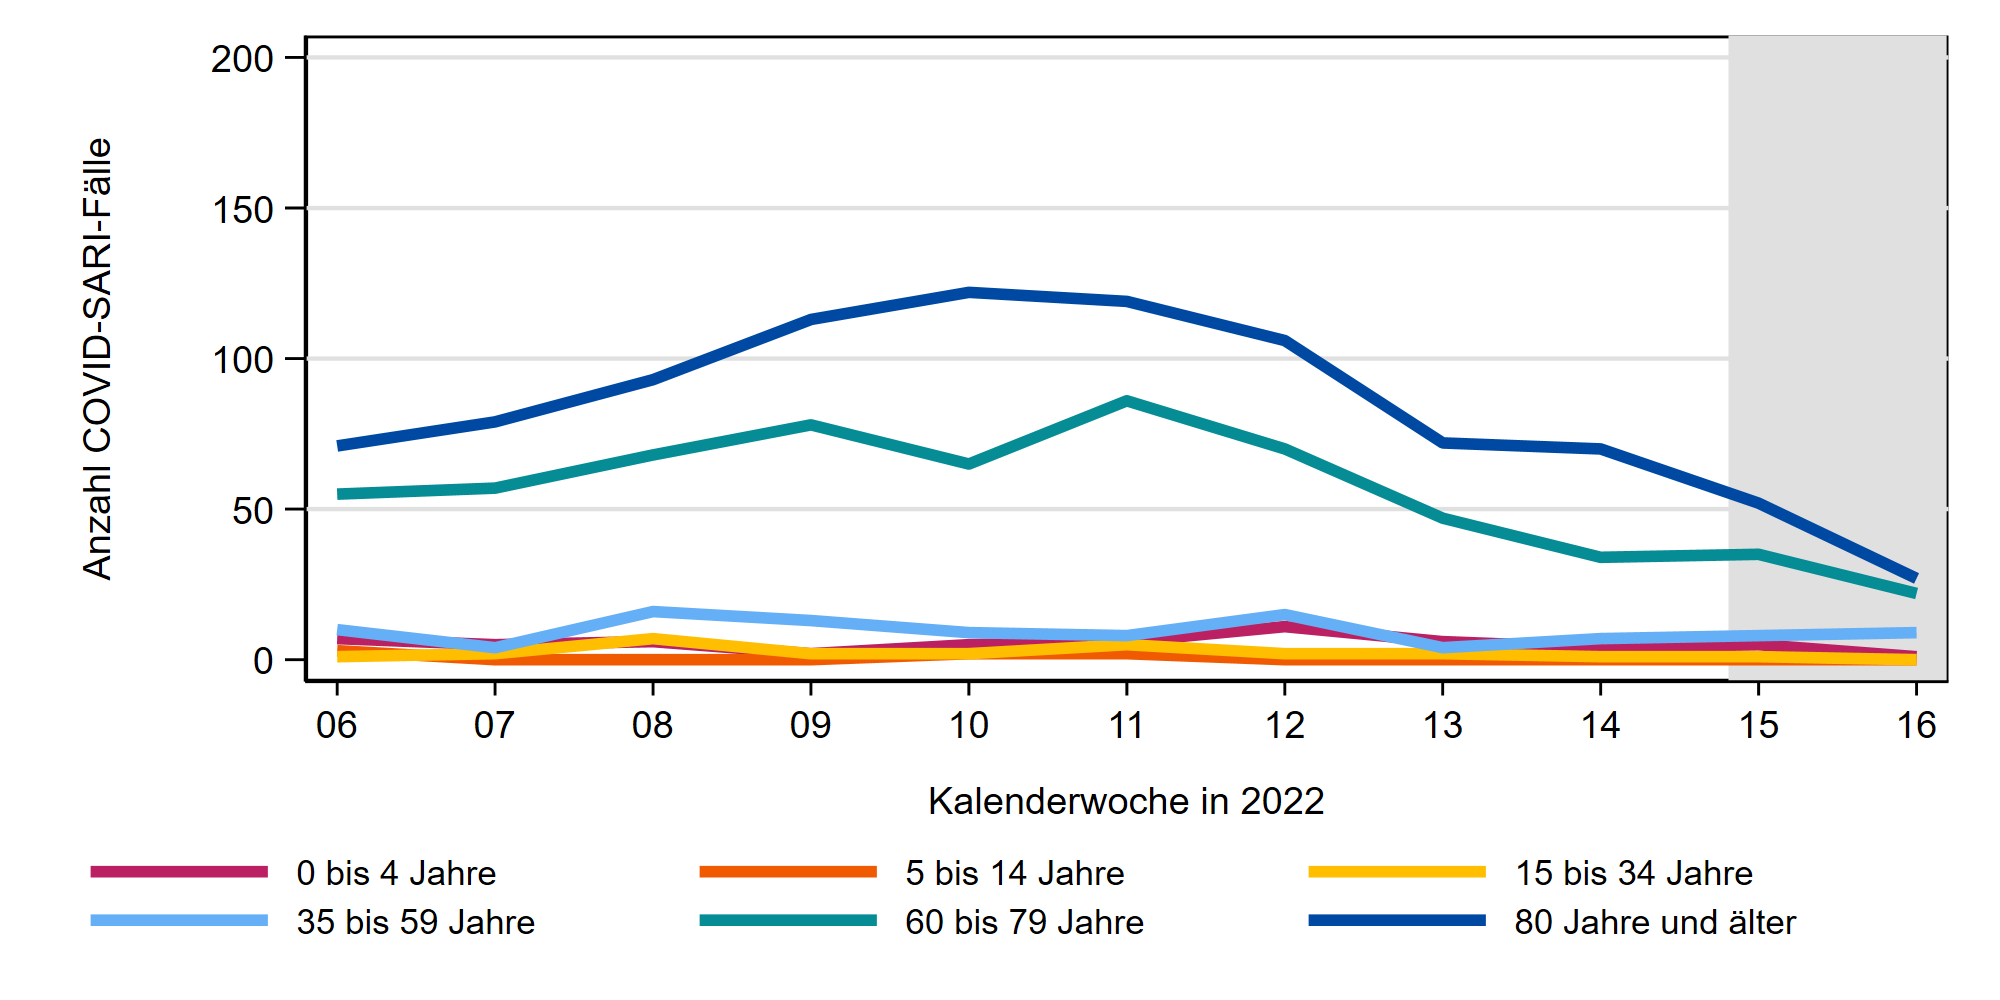 Anzahl COVID-SARI-Fälle
200
150
100
50
0
06 07 08 09 10 11 12 13 14 15 16
Kalenderwoche in 2022
0 bis 4 Jahre 5 bis 14 Jahre 15 bis 34 Jahre
35 bis 59 Jahre 60 bis 79 Jahre 80 Jahre und älter